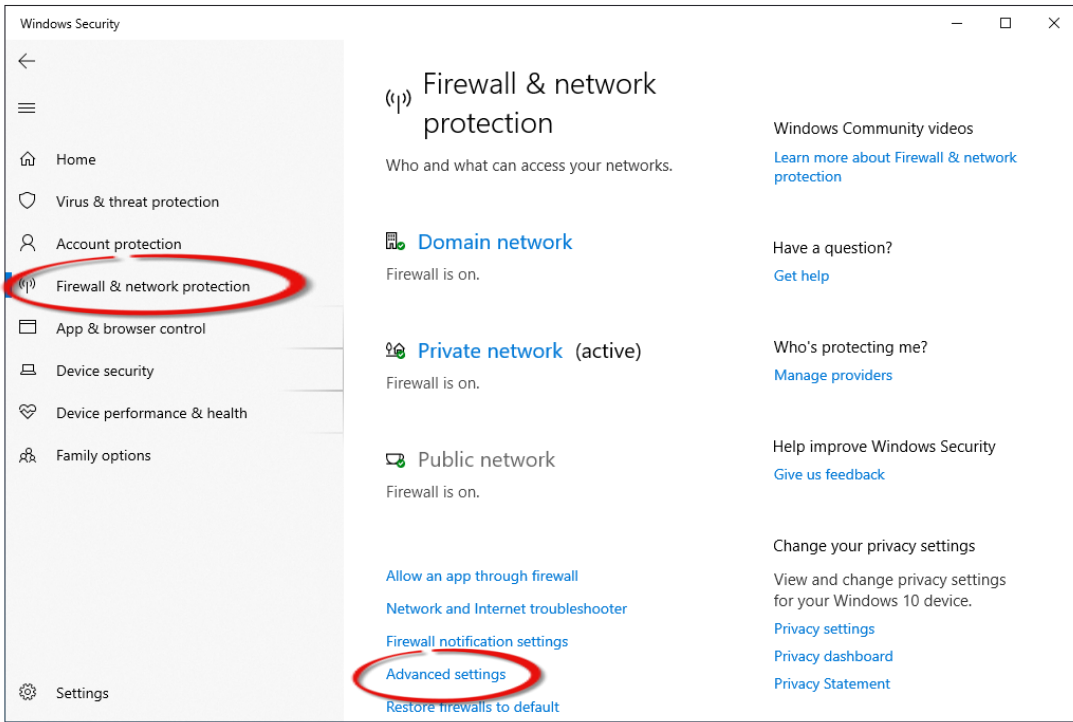 Windows Security
Home
Virus & threat protection
Account protection
Firewall & network protection
App & browser control
Device security
Device performance & health
Family options
Settings
Firewall & network
protection
Who and what can access your networks.
Domain network
Firewall is on.
Private network (active)
Firewall is on.
Public network
Firewall is on.
Allow an app through firewall
Network and Internet troubleshooter
Firewall notification settings
Advanced settings
Restore firewalls to default
Windows Community videos
Learn more about Firewall & network
protection
Have a question?
Get help
Who's protecting me?
Manage providers
Help improve Windows Security
Give us feedback
Change your privacy settings
View and change privacy settings
for your Windows 10 device.
Privacy settings
Privacy dashboard
Privacy Statement